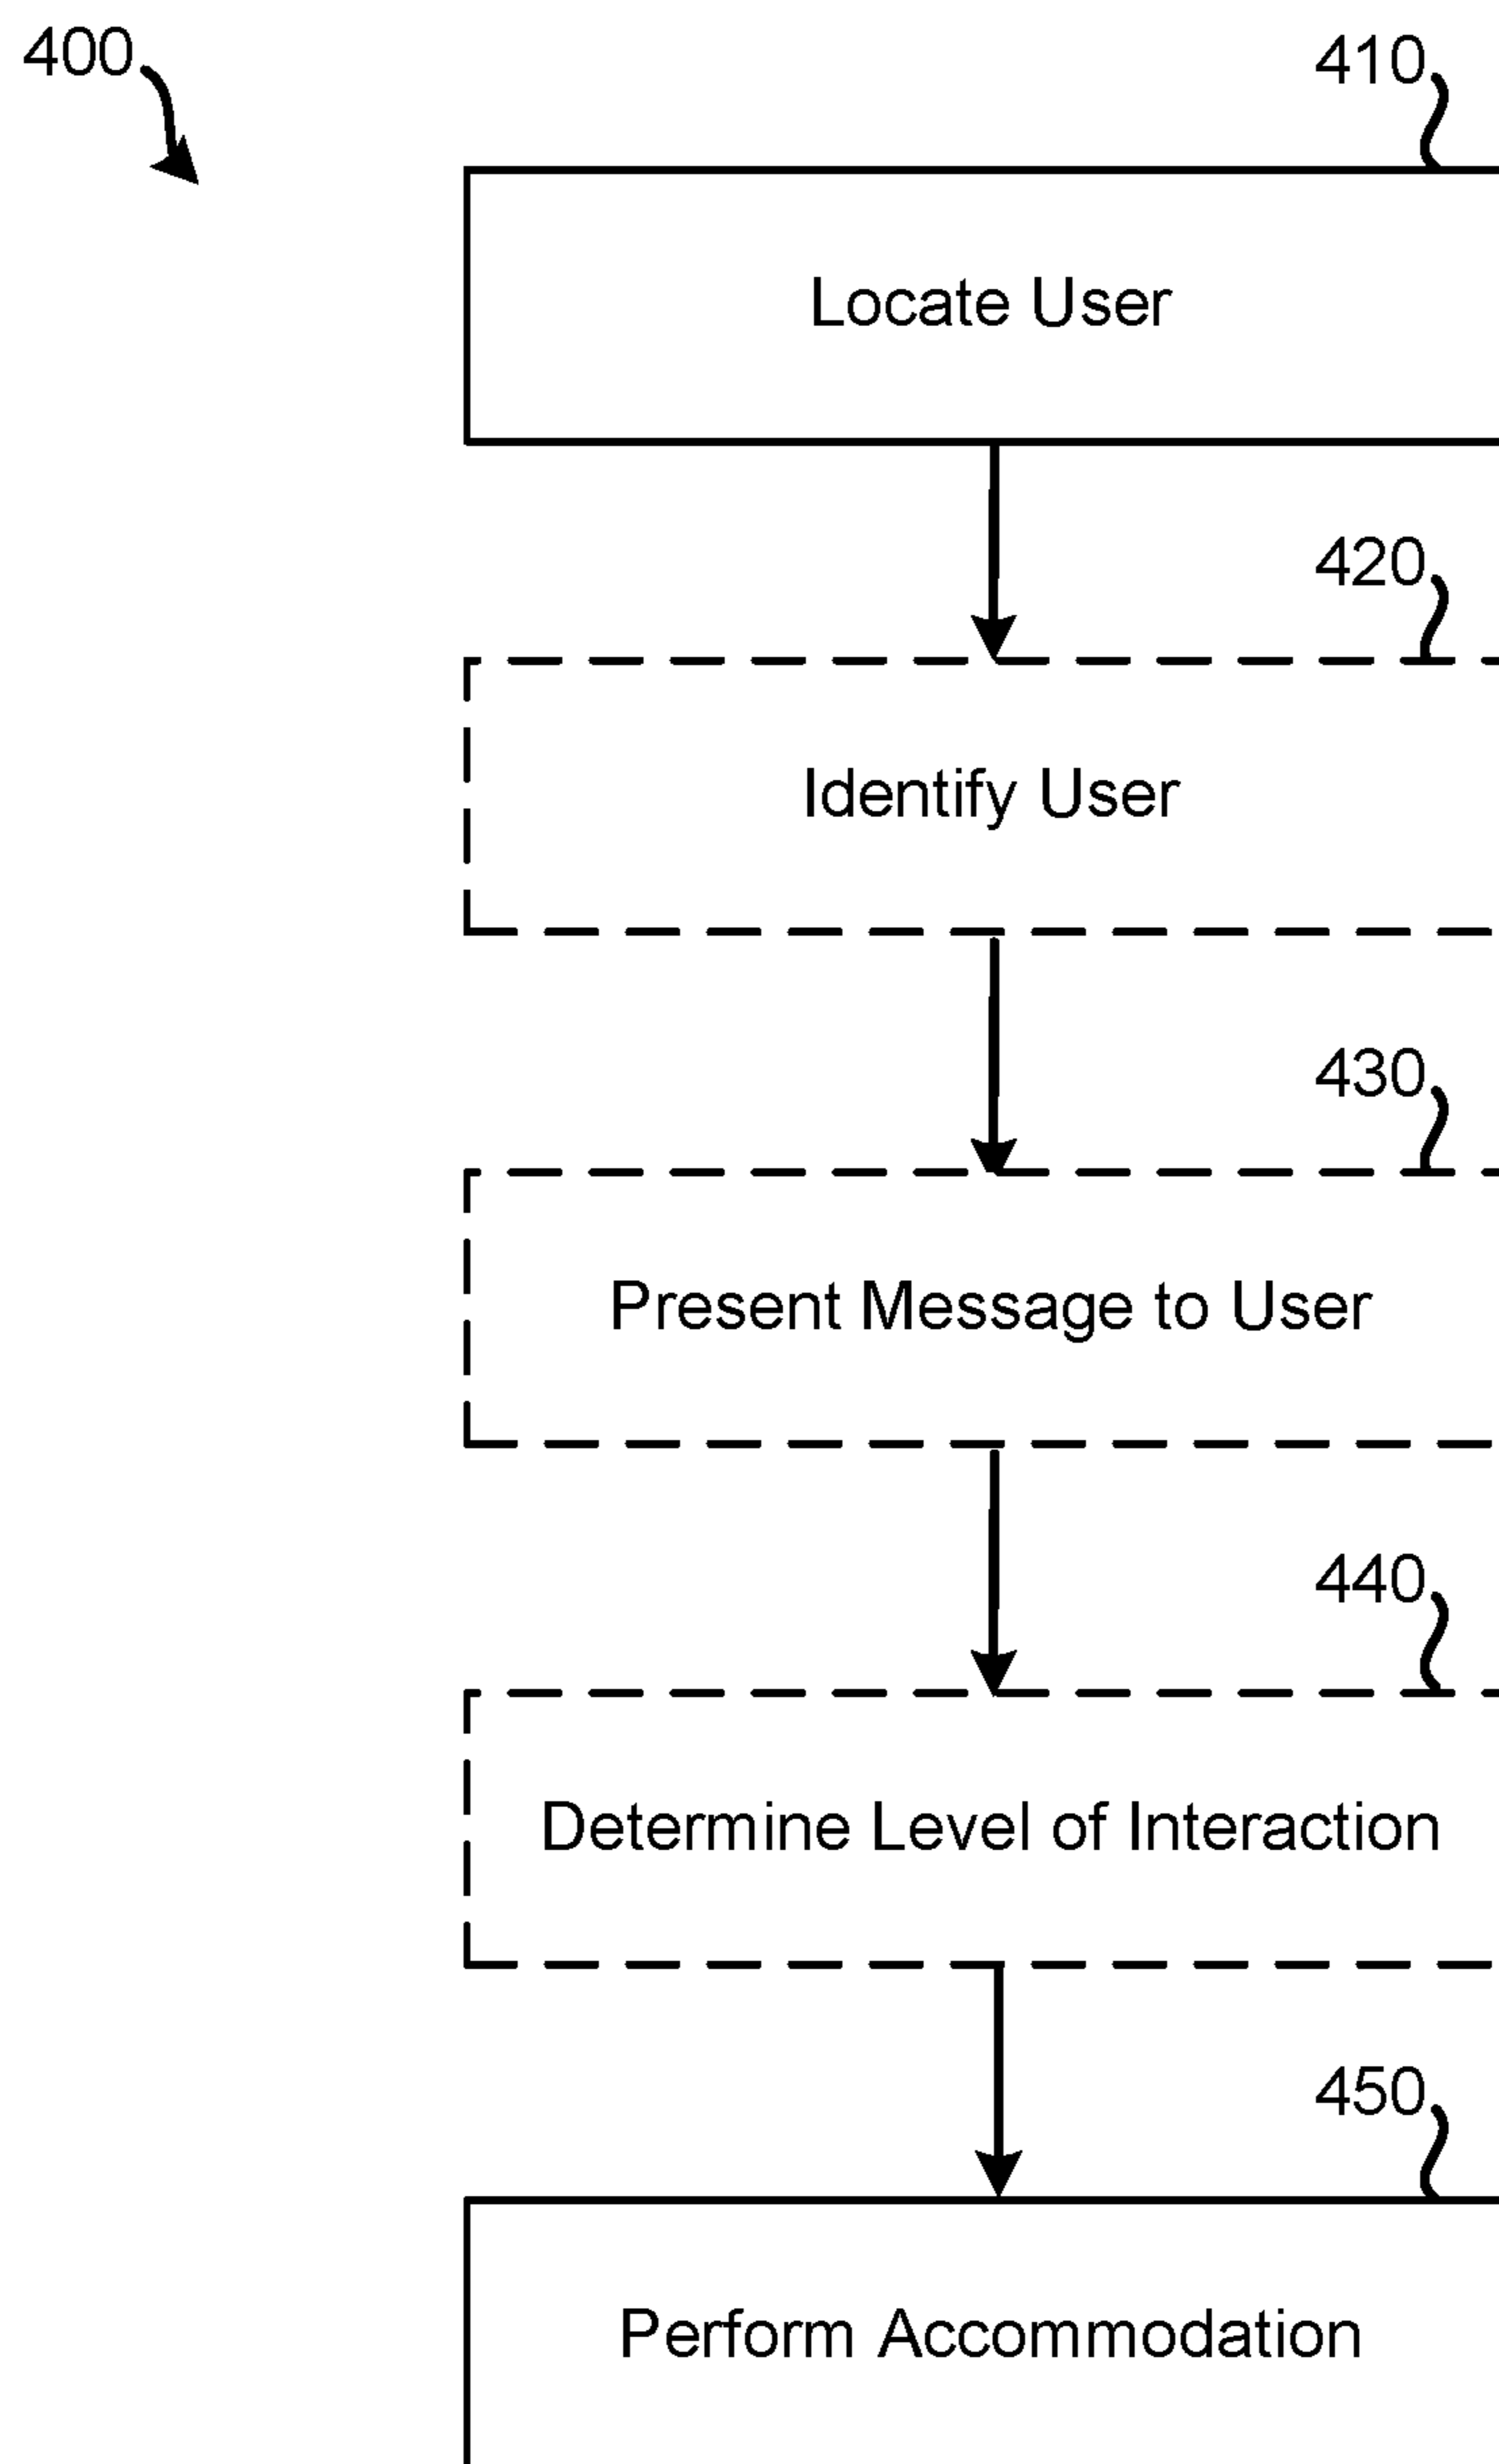 400
410
Locate User
420
Identify User
430
Present Message to User
440
Determine Level of Interaction
450
Perform Accommodation